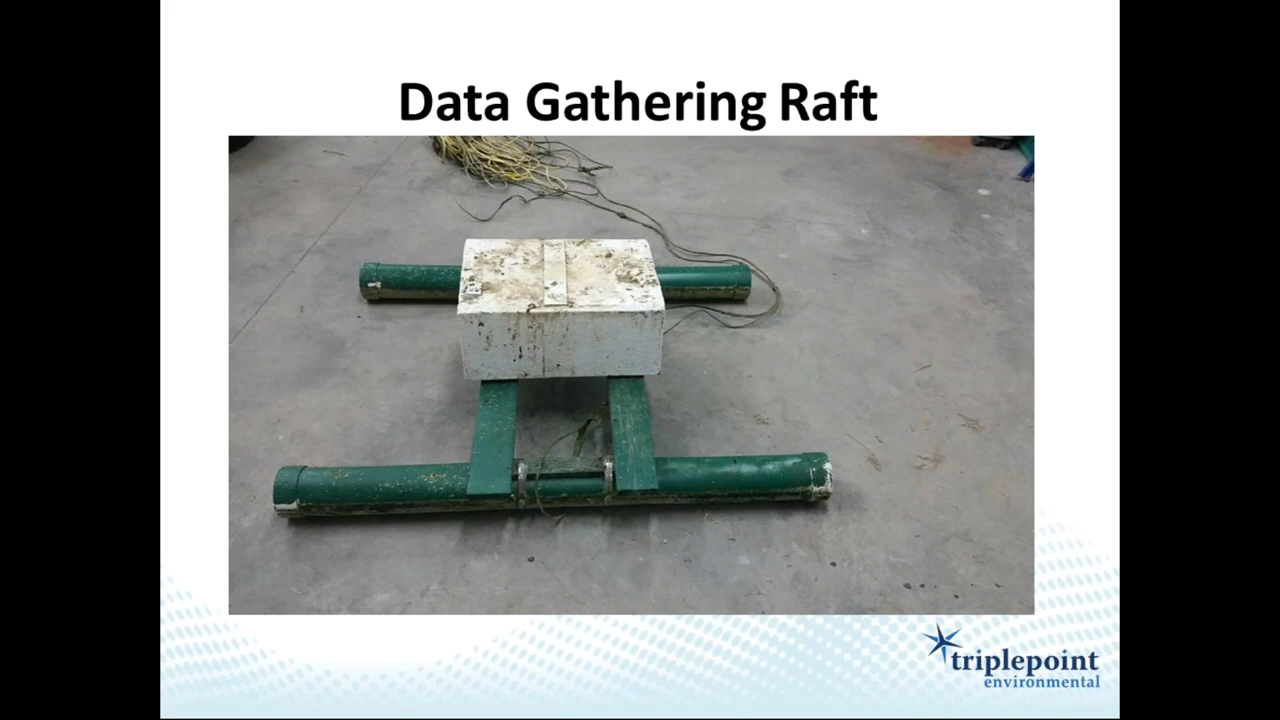 Data Gathering Raft
triplepoint
environmental